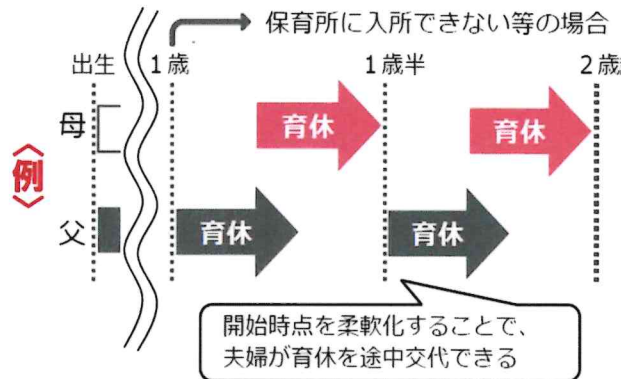 保育所に入所できない等の場合
出生
1歳
1歳半
2歳
〈例〉
母
育休
育休
父
育休
育休
開始時点を柔軟化することで、
夫婦が育休を途中交代できる